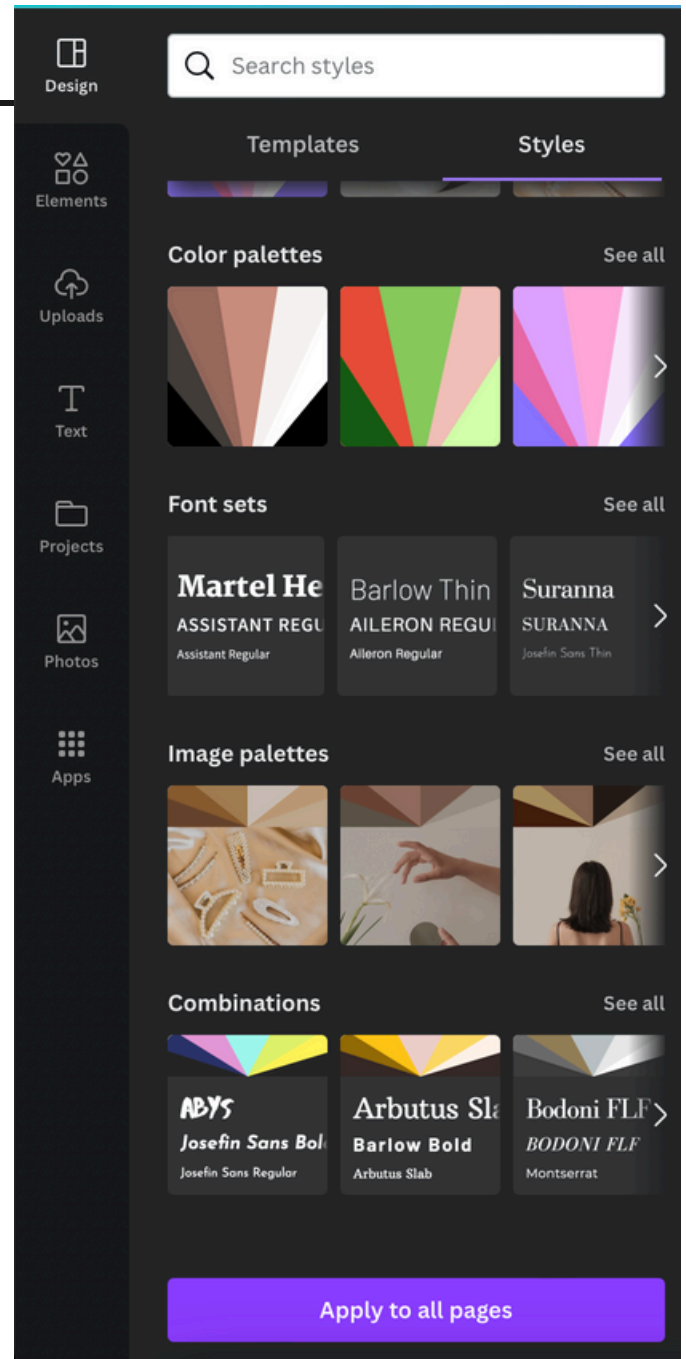 Design
Elements
Uploads
Text
Projects
Photos
Apps
Search styles
Templates Styles
Color palettes See all
Font sets See all
Martel He Barlow Thin Suranna
ASSISTANT REGU AILERON REGU SURANNA
Assistant Regular Aileron Regular Josefin Sans Thin
Image palettes See all
Combinations See all
ABYS Arbutus Sla Bodoni FLF
Josefin Sans Bol Barlow Bold BODONI FLF
Josefin Sans Regular Arbutus Slab Montserrat
Apply to all pages